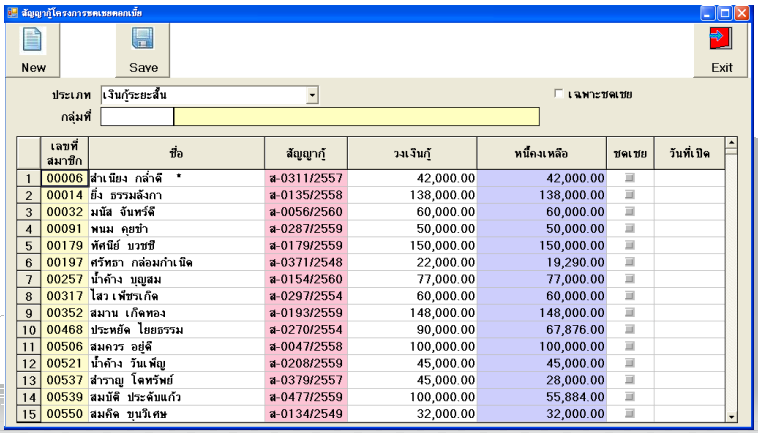 สัญญากู้โครงการชดเชยดอกเบี้ย
New Save Exit
ประเภท เงินกู้ระยะสั้น เฉพาะชดเชย
กลุ่มที่
เลขที่สมาชิก ชื่อ สัญญากู้ วงเงินกู้ หนี้คงเหลือ ชดเชย วันที่เปิด
1 00006 สำเนียง กล่ำดี * ส-0311/2557 42,000.00 42,000.00
2 00014 ยิ่ง ธรรมลังกา ส-0135/2558 138,000.00 138,000.00
3 00032 มนัส จันทร์ดี ส-0056/2560 60,000.00 60,000.00
4 00091 พนม คุยขำ ส-0287/2559 50,000.00 50,000.00
5 00179 ทัศนีย์ บวชชี ส-0179/2559 150,000.00 150,000.00
6 00197 ศรัทธา กล่อมกำเนิด ส-0371/2548 22,000.00 19,290.00
7 00257 น้ำค้าง บุญสม ส-0154/2560 77,000.00 77,000.00
8 00317 ไสว เพ็ชรเกิด ส-0297/2554 60,000.00 60,000.00
9 00352 สมาน เกิดทอง ส-0193/2559 148,000.00 148,000.00
10 00468 ประหยัด ไยยธรรม ส-0270/2554 90,000.00 67,876.00
11 00506 สมควร อยู่ดี ส-0047/2558 100,000.00 100,000.00
12 00521 น้ำค้าง วันเพ็ญ ส-0208/2559 45,000.00 45,000.00
13 00537 สำราญ โตทรัพย์ ส-0379/2557 45,000.00 28,000.00
14 00539 สมบัติ ประดับแก้ว ส-0477/2559 100,000.00 55,884.00
15 00550 สมคิด ขุนวิเศษ ส-0134/2549 32,000.00 32,000.00